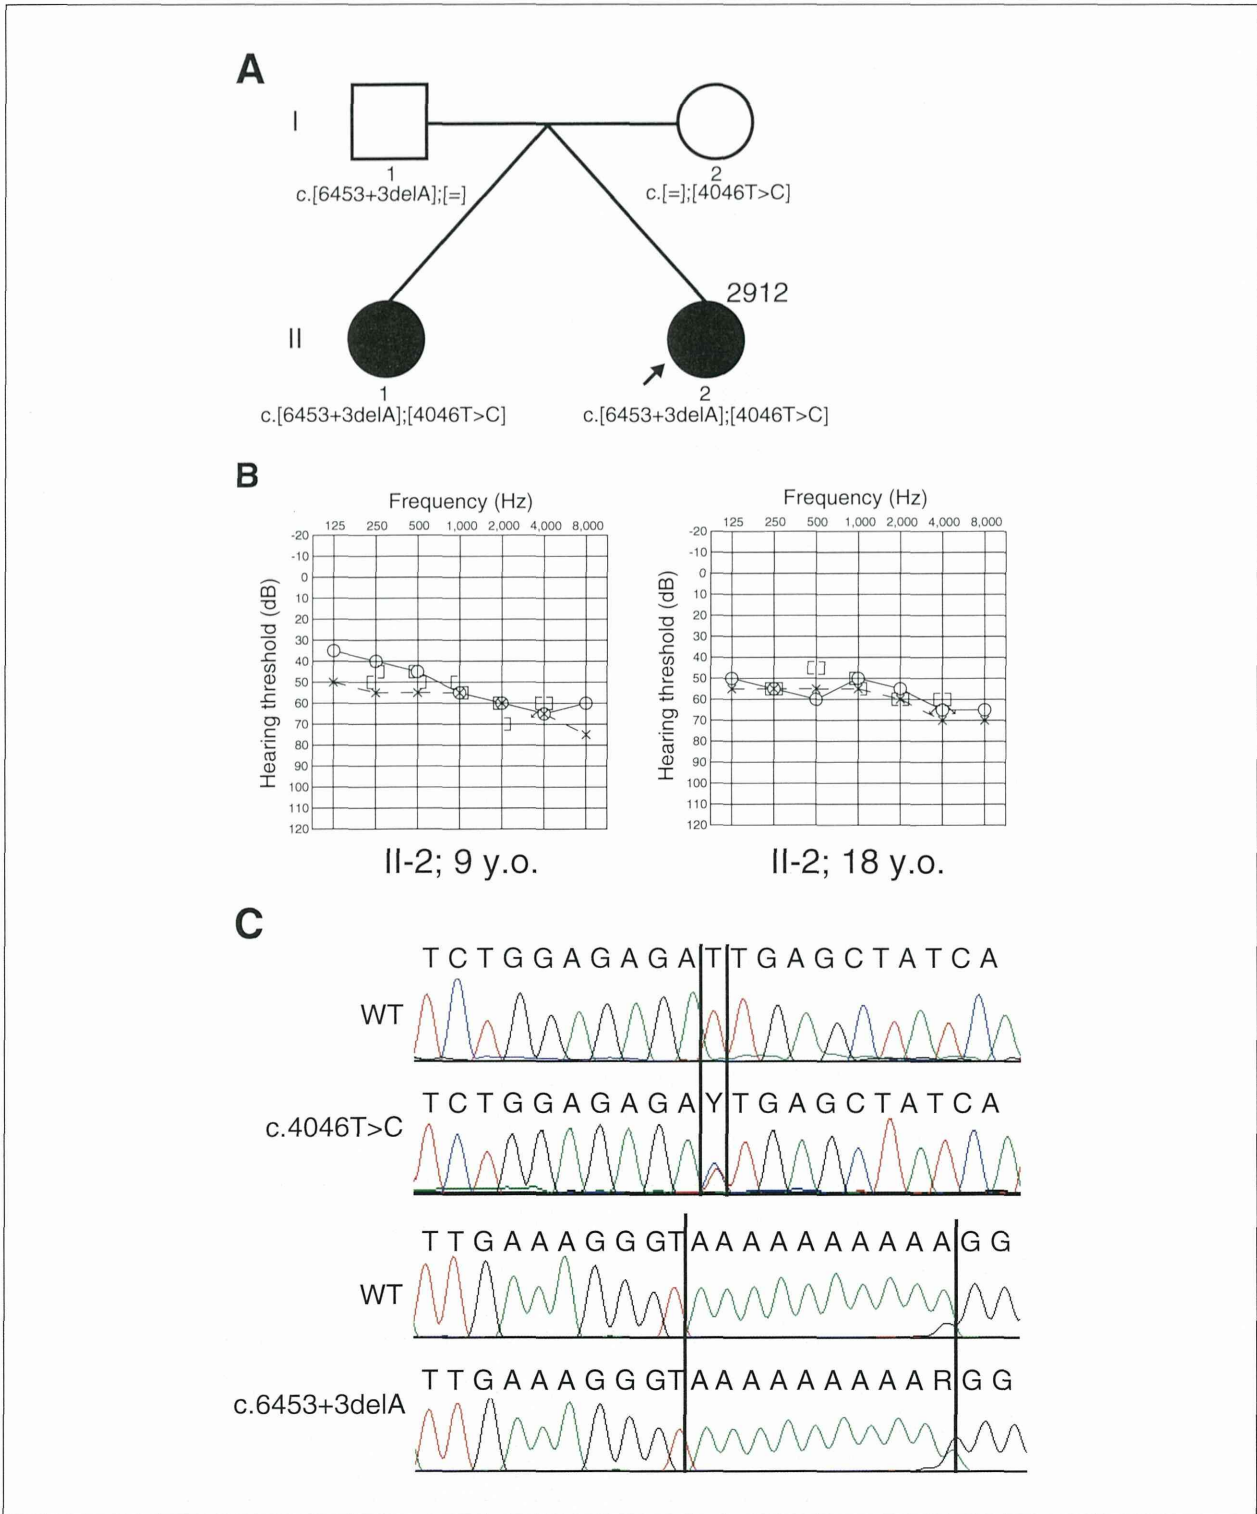 A
I
1
2
c.[6453+3delA];[=]
c.[=];[4046T>C]
2912
II
1
2
c.[6453+3delA];[4046T>C]
c.[6453+3delA];[4046T>C]
B
Frequency (Hz)
125 250 500 1,000 2,000 4,000 8,000
Hearing threshold (dB)
-20
-10
0
10
20
30
40
50
60
70
80
90
100
110
120
II-2; 9 y.o.
Frequency (Hz)
125 250 500 1,000 2,000 4,000 8,000
Hearing threshold (dB)
-20
-10
0
10
20
30
40
50
60
70
80
90
100
110
120
II-2; 18 y.o.
C
T C T G G A G A G A T T G A G C T A T C A
WT
T C T G G A G A G A Y T G A G C T A T C A
c.4046T>C
T T G A A A G G G T A A A A A A A A A A G G
WT
T T G A A A G G G T A A A A A A A A A R G G
c.6453+3delA